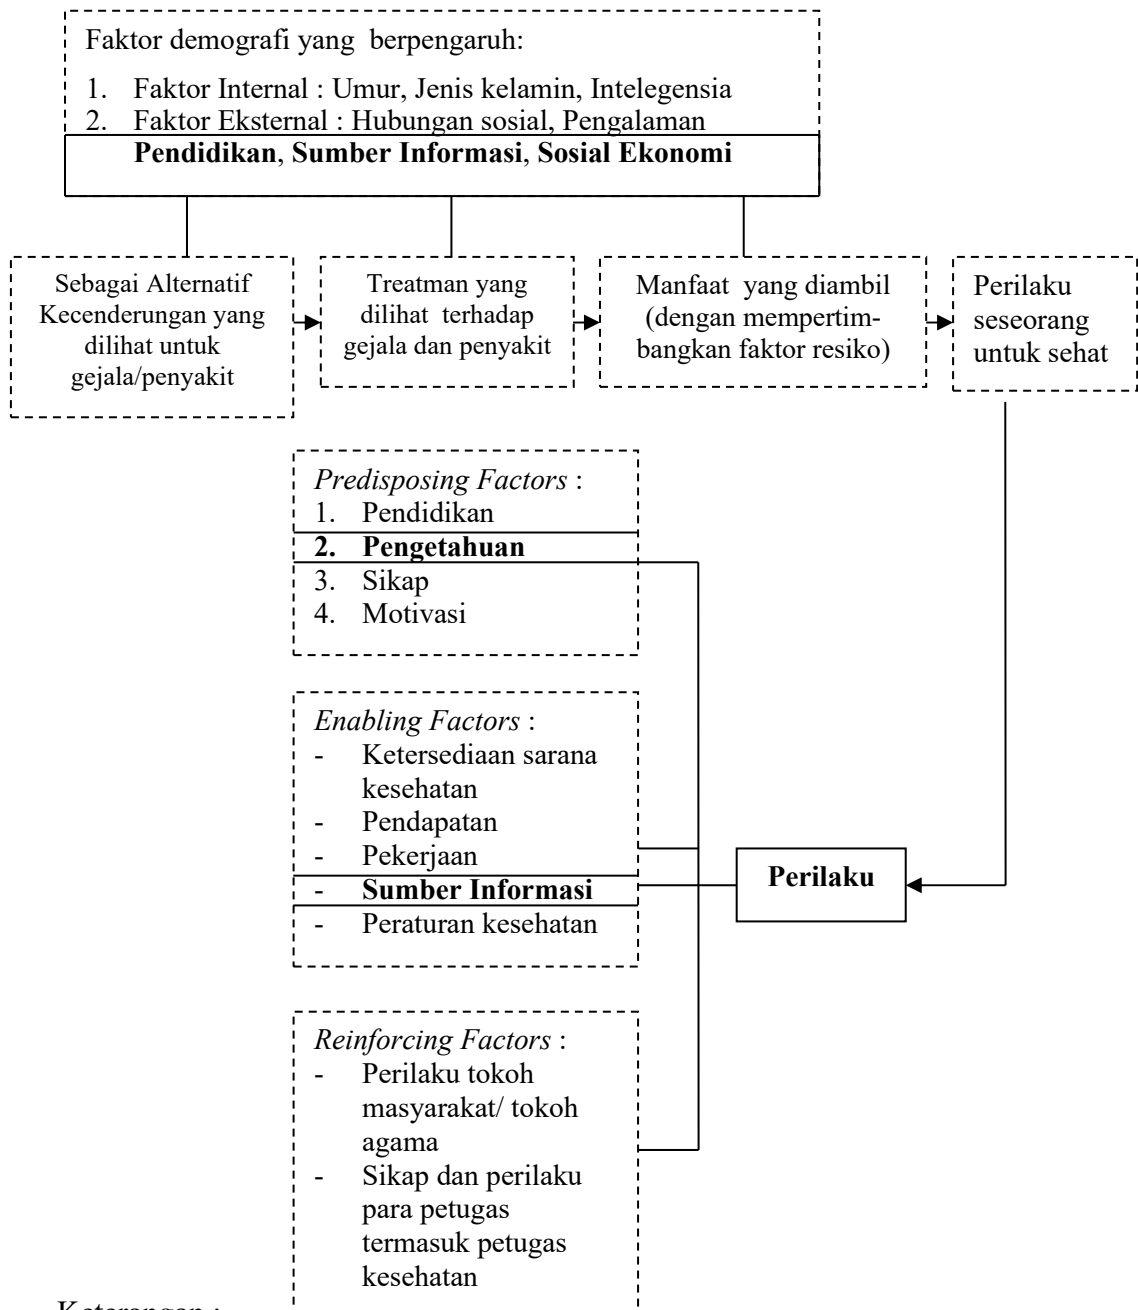 Faktor demografi yang berpengaruh:
1. Faktor Internal : Umur, Jenis kelamin, Intelegensia
2. Faktor Eksternal : Hubungan sosial, Pengalaman
Pendidikan, Sumber Informasi, Sosial Ekonomi
Sebagai Alternatif
Kecenderungan yang
dilihat untuk
gejala/penyakit
Treatman yang
dilihat terhadap
gejala dan penyakit
Manfaat yang diambil
(dengan mempertim-
bangkan faktor resiko)
Perilaku
seseorang
untuk sehat
Predisposing Factors :
1. Pendidikan
2. Pengetahuan
3. Sikap
4. Motivasi
Enabling Factors :
- Ketersediaan sarana
kesehatan
- Pendapatan
- Pekerjaan
- Sumber Informasi
- Peraturan kesehatan
Perilaku
Reinforcing Factors :
- Perilaku tokoh
masyarakat/ tokoh
agama
- Sikap dan perilaku
para petugas
termasuk petugas
kesehatan
Keterangan :